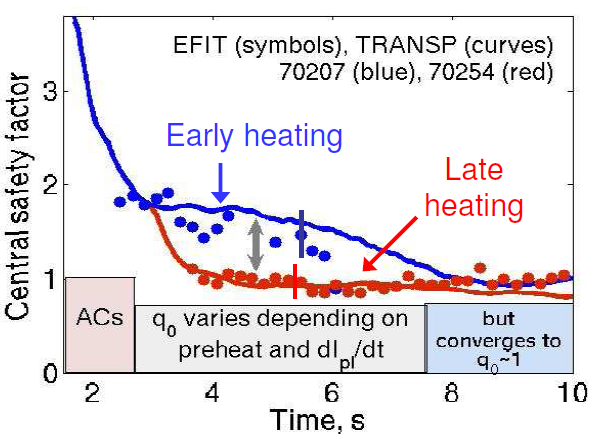 EFIT (symbols), TRANSP (curves)
70207 (blue), 70254 (red)
Early heating
Late
heating
Central safety factor
3
2
1
0
ACs
q0 varies depending on
preheat and dIpl/dt
but
converges to
q0~1
2
4
6
8
10
Time, s